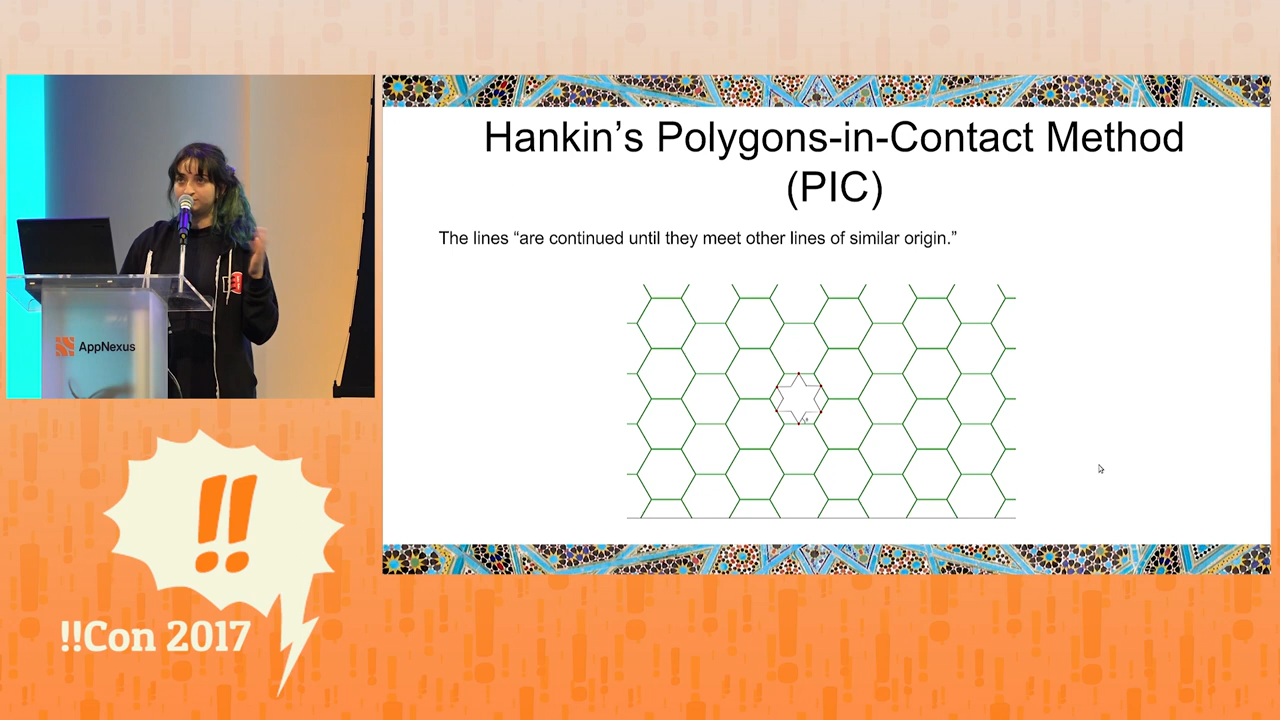 Hankin’s Polygons-in-Contact Method
(PIC)
The lines “are continued until they meet other lines of similar origin.”
AppNexus
!!
!!Con 2017